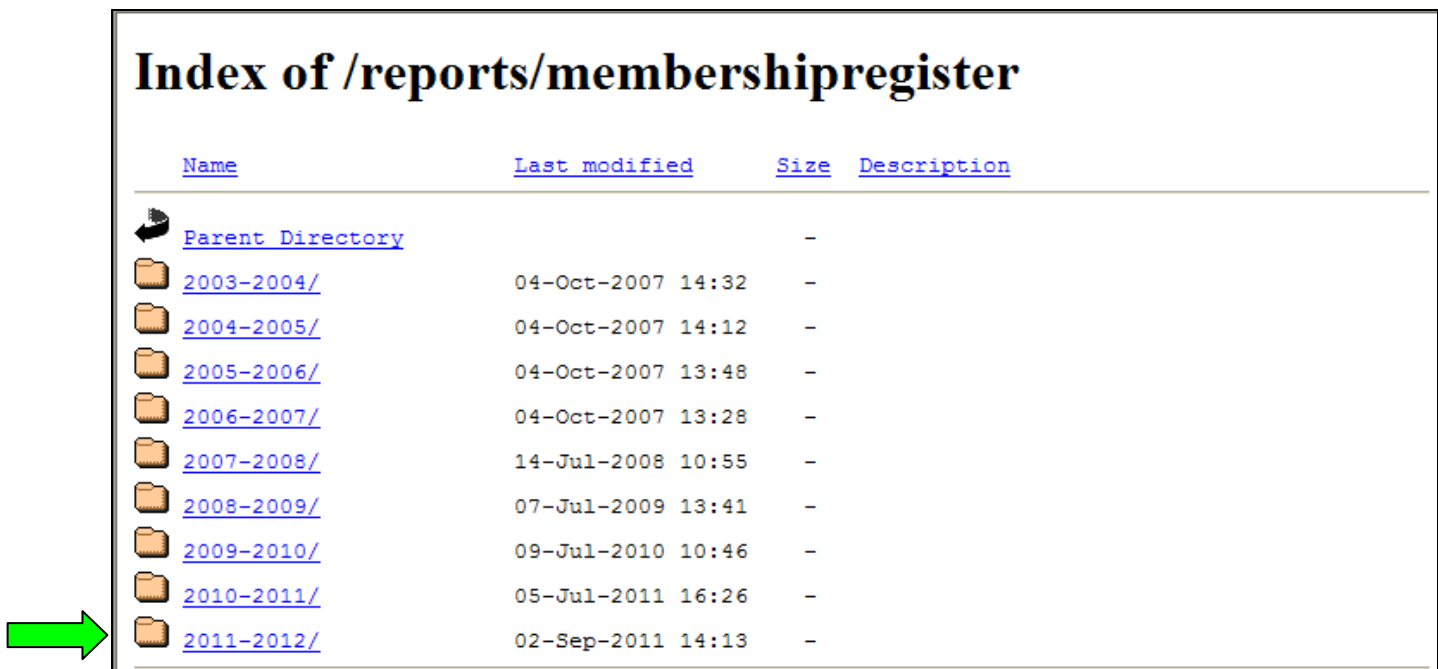 Index of /reports/membershipregister
Name Last modified Size Description
Parent Directory -
2003-2004/ 04-Oct-2007 14:32 -
2004-2005/ 04-Oct-2007 14:12 -
2005-2006/ 04-Oct-2007 13:48 -
2006-2007/ 04-Oct-2007 13:28 -
2007-2008/ 14-Jul-2008 10:55 -
2008-2009/ 07-Jul-2009 13:41 -
2009-2010/ 09-Jul-2010 10:46 -
2010-2011/ 05-Jul-2011 16:26 -
2011-2012/ 02-Sep-2011 14:13 -